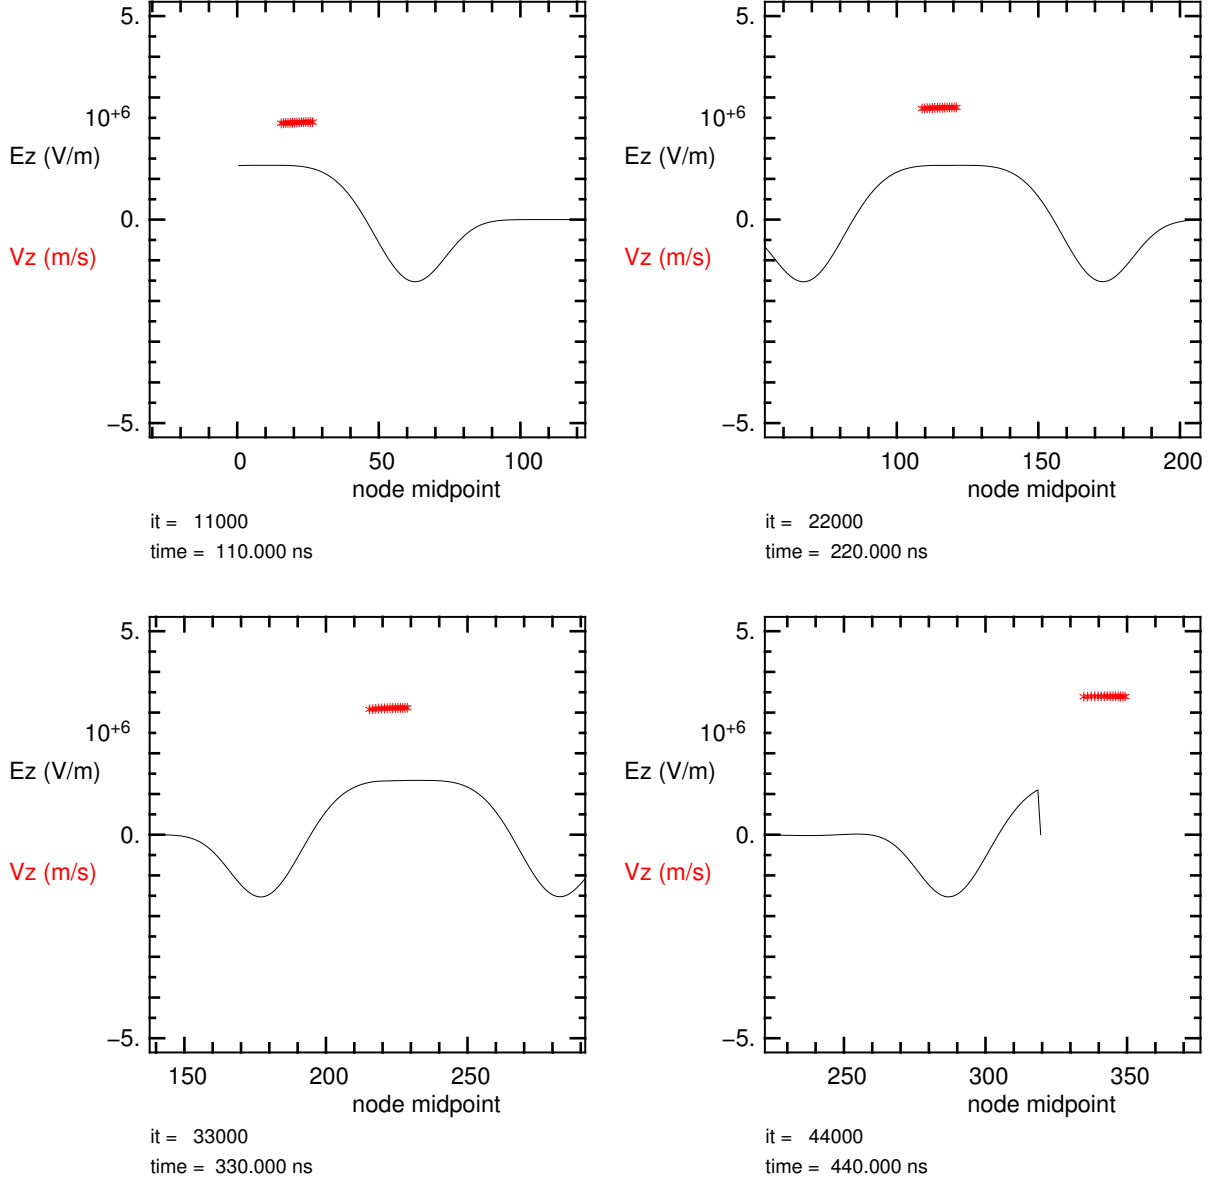 5.
10+6
Ez (V/m)
0.
Vz (m/s)
−5.
0 50 100
node midpoint
it = 11000
time = 110.000 ns
5.
10+6
Ez (V/m)
0.
Vz (m/s)
−5.
100 150 200
node midpoint
it = 22000
time = 220.000 ns
5.
10+6
Ez (V/m)
0.
Vz (m/s)
−5.
150 200 250
node midpoint
it = 33000
time = 330.000 ns
5.
10+6
Ez (V/m)
0.
Vz (m/s)
−5.
250 300 350
node midpoint
it = 44000
time = 440.000 ns